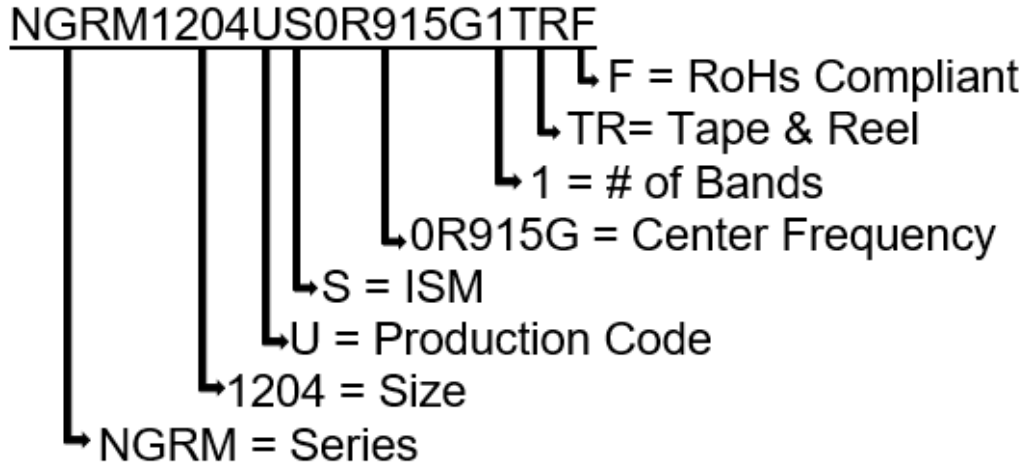 NGRM1204US0R915G1TRF
F = RoHs Compliant
TR= Tape & Reel
1 = # of Bands
0R915G = Center Frequency
S = ISM
U = Production Code
1204 = Size
NGRM = Series